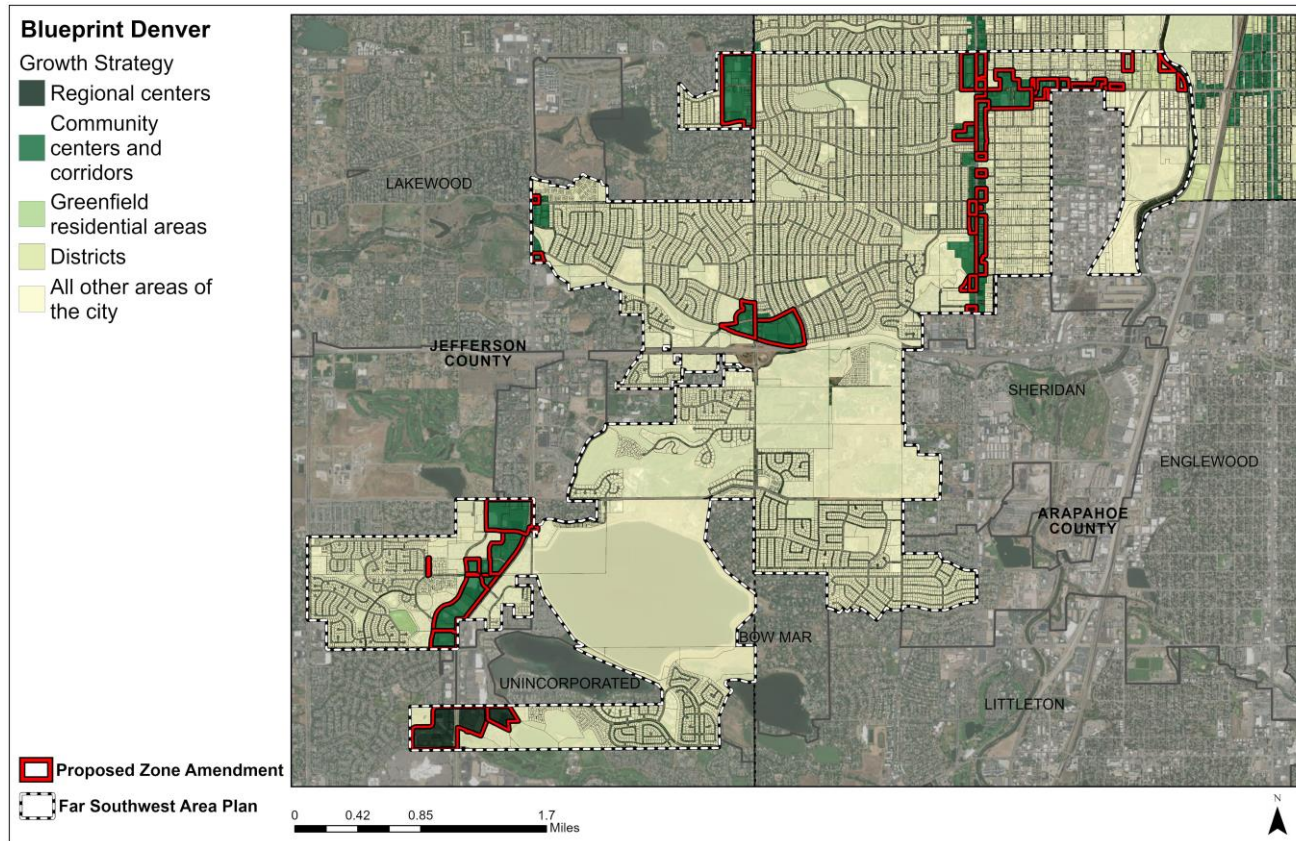 Blueprint Denver
Growth Strategy
Regional centers
Community
centers and
corridors
Greenfield
residential areas
Districts
All other areas of
the city
Proposed Zone Amendment
Far Southwest Area Plan
LAKEWOOD
JEFFERSON
COUNTY
SHERIDAN
ENGLEWOOD
ARAPAHOE
COUNTY
BOW MAR
UNINCORPORATED
LITTLETON
0 0.42 0.85 1.7
Miles
N